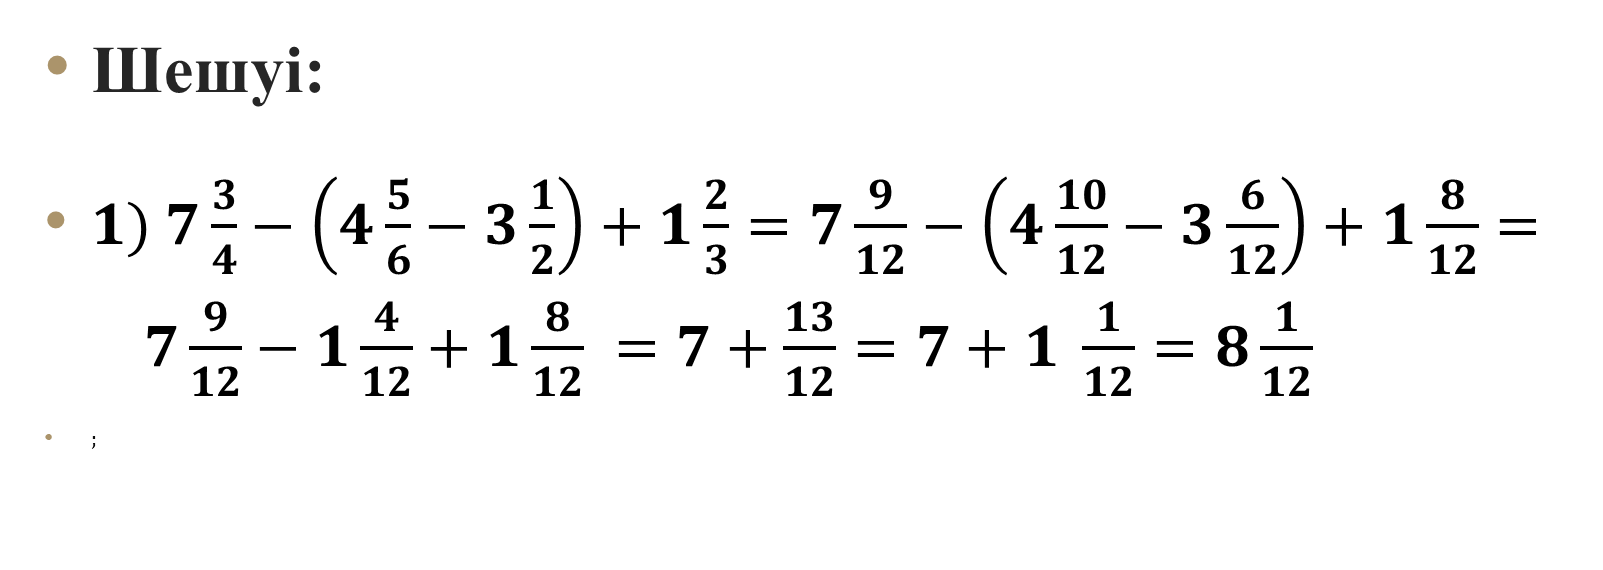 • Шешуі:
• 1) 7 3/4 − (4 5/6 − 3 1/2) + 1 2/3 = 7 9/12 − (4 10/12 − 3 6/12) + 1 8/12 =
7 9/12 − 1 4/12 + 1 8/12 = 7 + 13/12 = 7 + 1 1/12 = 8 1/12
• ;